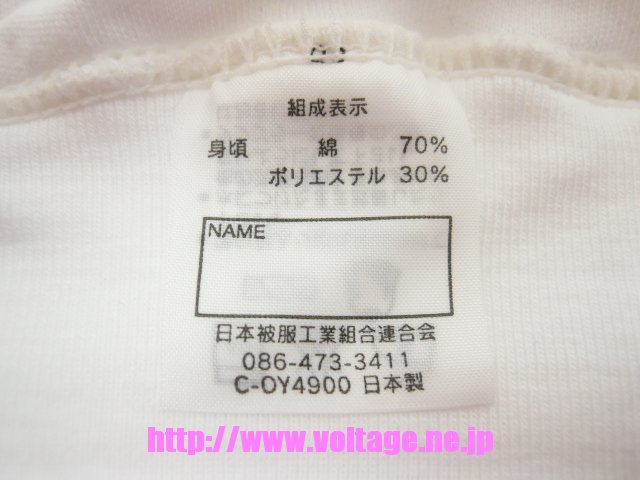 組成表示
身頃 綿 70%
ポリエステル 30%
NAME
日本被服工業組合連合会
086-473-3411
C-OY4900 日本製
http://www.voltage.ne.jp